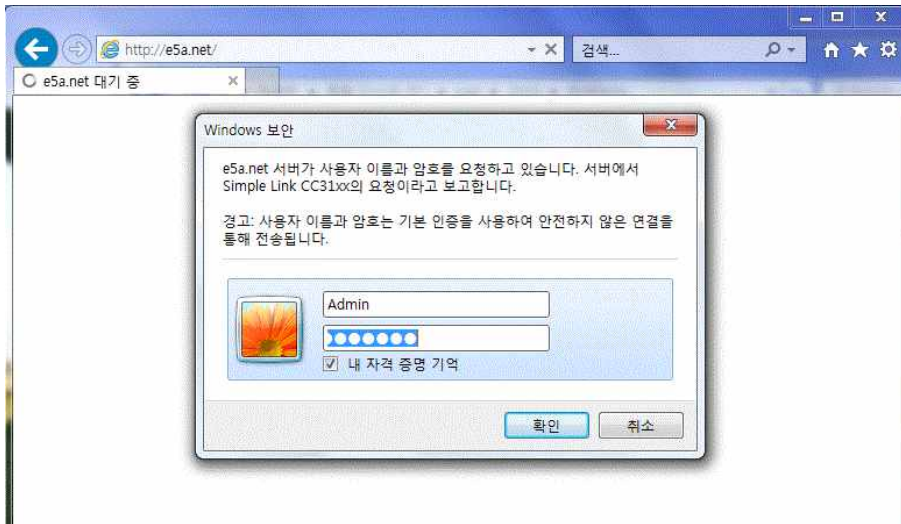 http://e5a.net/
검색...
e5a.net 대기 중
Windows 보안
e5a.net 서버가 사용자 이름과 암호를 요청하고 있습니다. 서버에서
Simple Link CC31xx의 요청이라고 보고합니다.
경고: 사용자 이름과 암호는 기본 인증을 사용하여 안전하지 않은 연결을
통해 전송됩니다.
Admin
●●●●●●●
내 자격 증명 기억
확인
취소